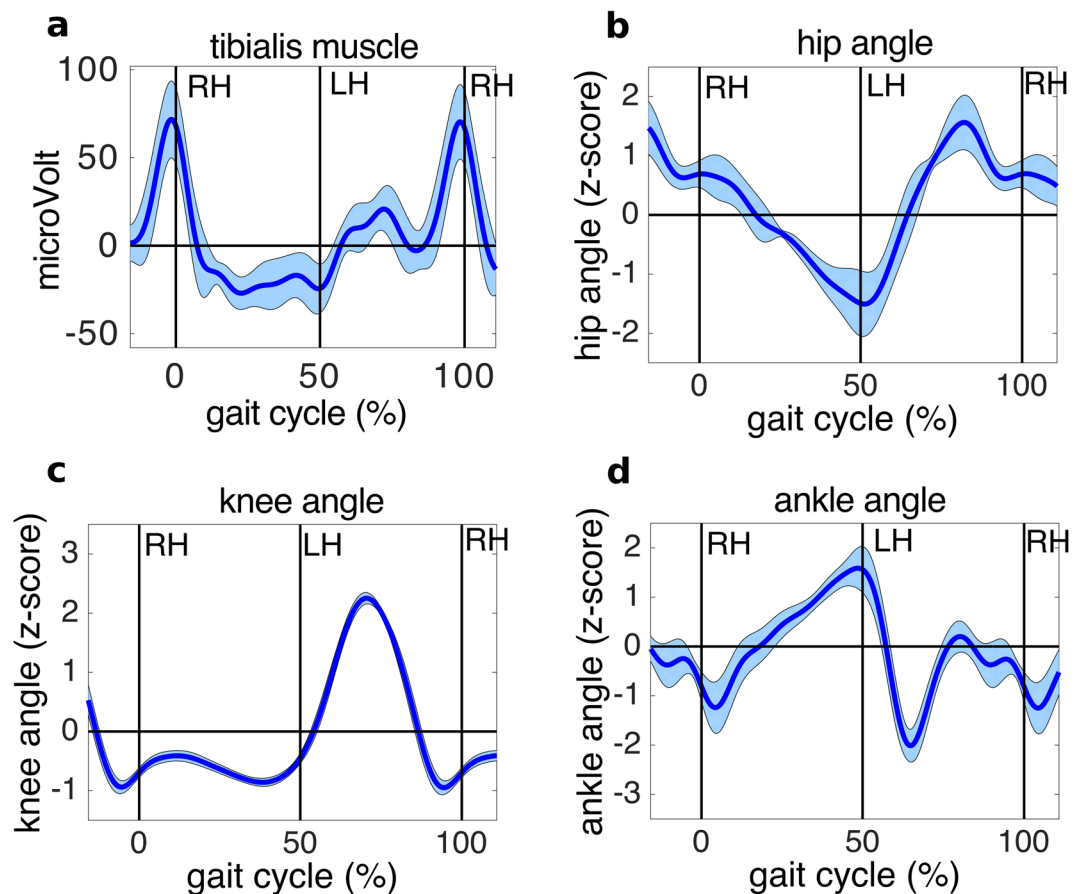 a
tibialis muscle
100
50
0
-50
microVolt
RH
LH
RH
0
50
100
gait cycle (%)
b
hip angle
2
1
0
-1
-2
hip angle (z-score)
RH
LH
RH
0
50
100
gait cycle (%)
c
knee angle
3
2
1
0
-1
knee angle (z-score)
RH
LH
RH
0
50
100
gait cycle (%)
d
ankle angle
2
1
0
-1
-2
-3
ankle angle (z-score)
RH
LH
RH
0
50
100
gait cycle (%)